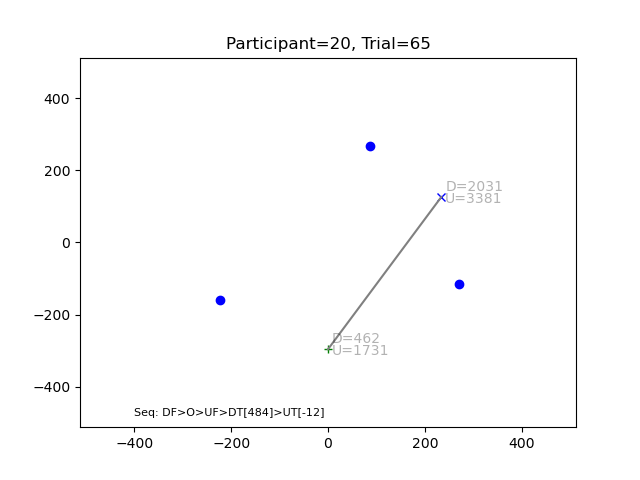 Participant=20, Trial=65
400
200
0
−200
−400
D=2031
U=3381
D=462
U=1731
Seq: DF>O>UF>DT[484]>UT[-12]
−400
−200
0
200
400